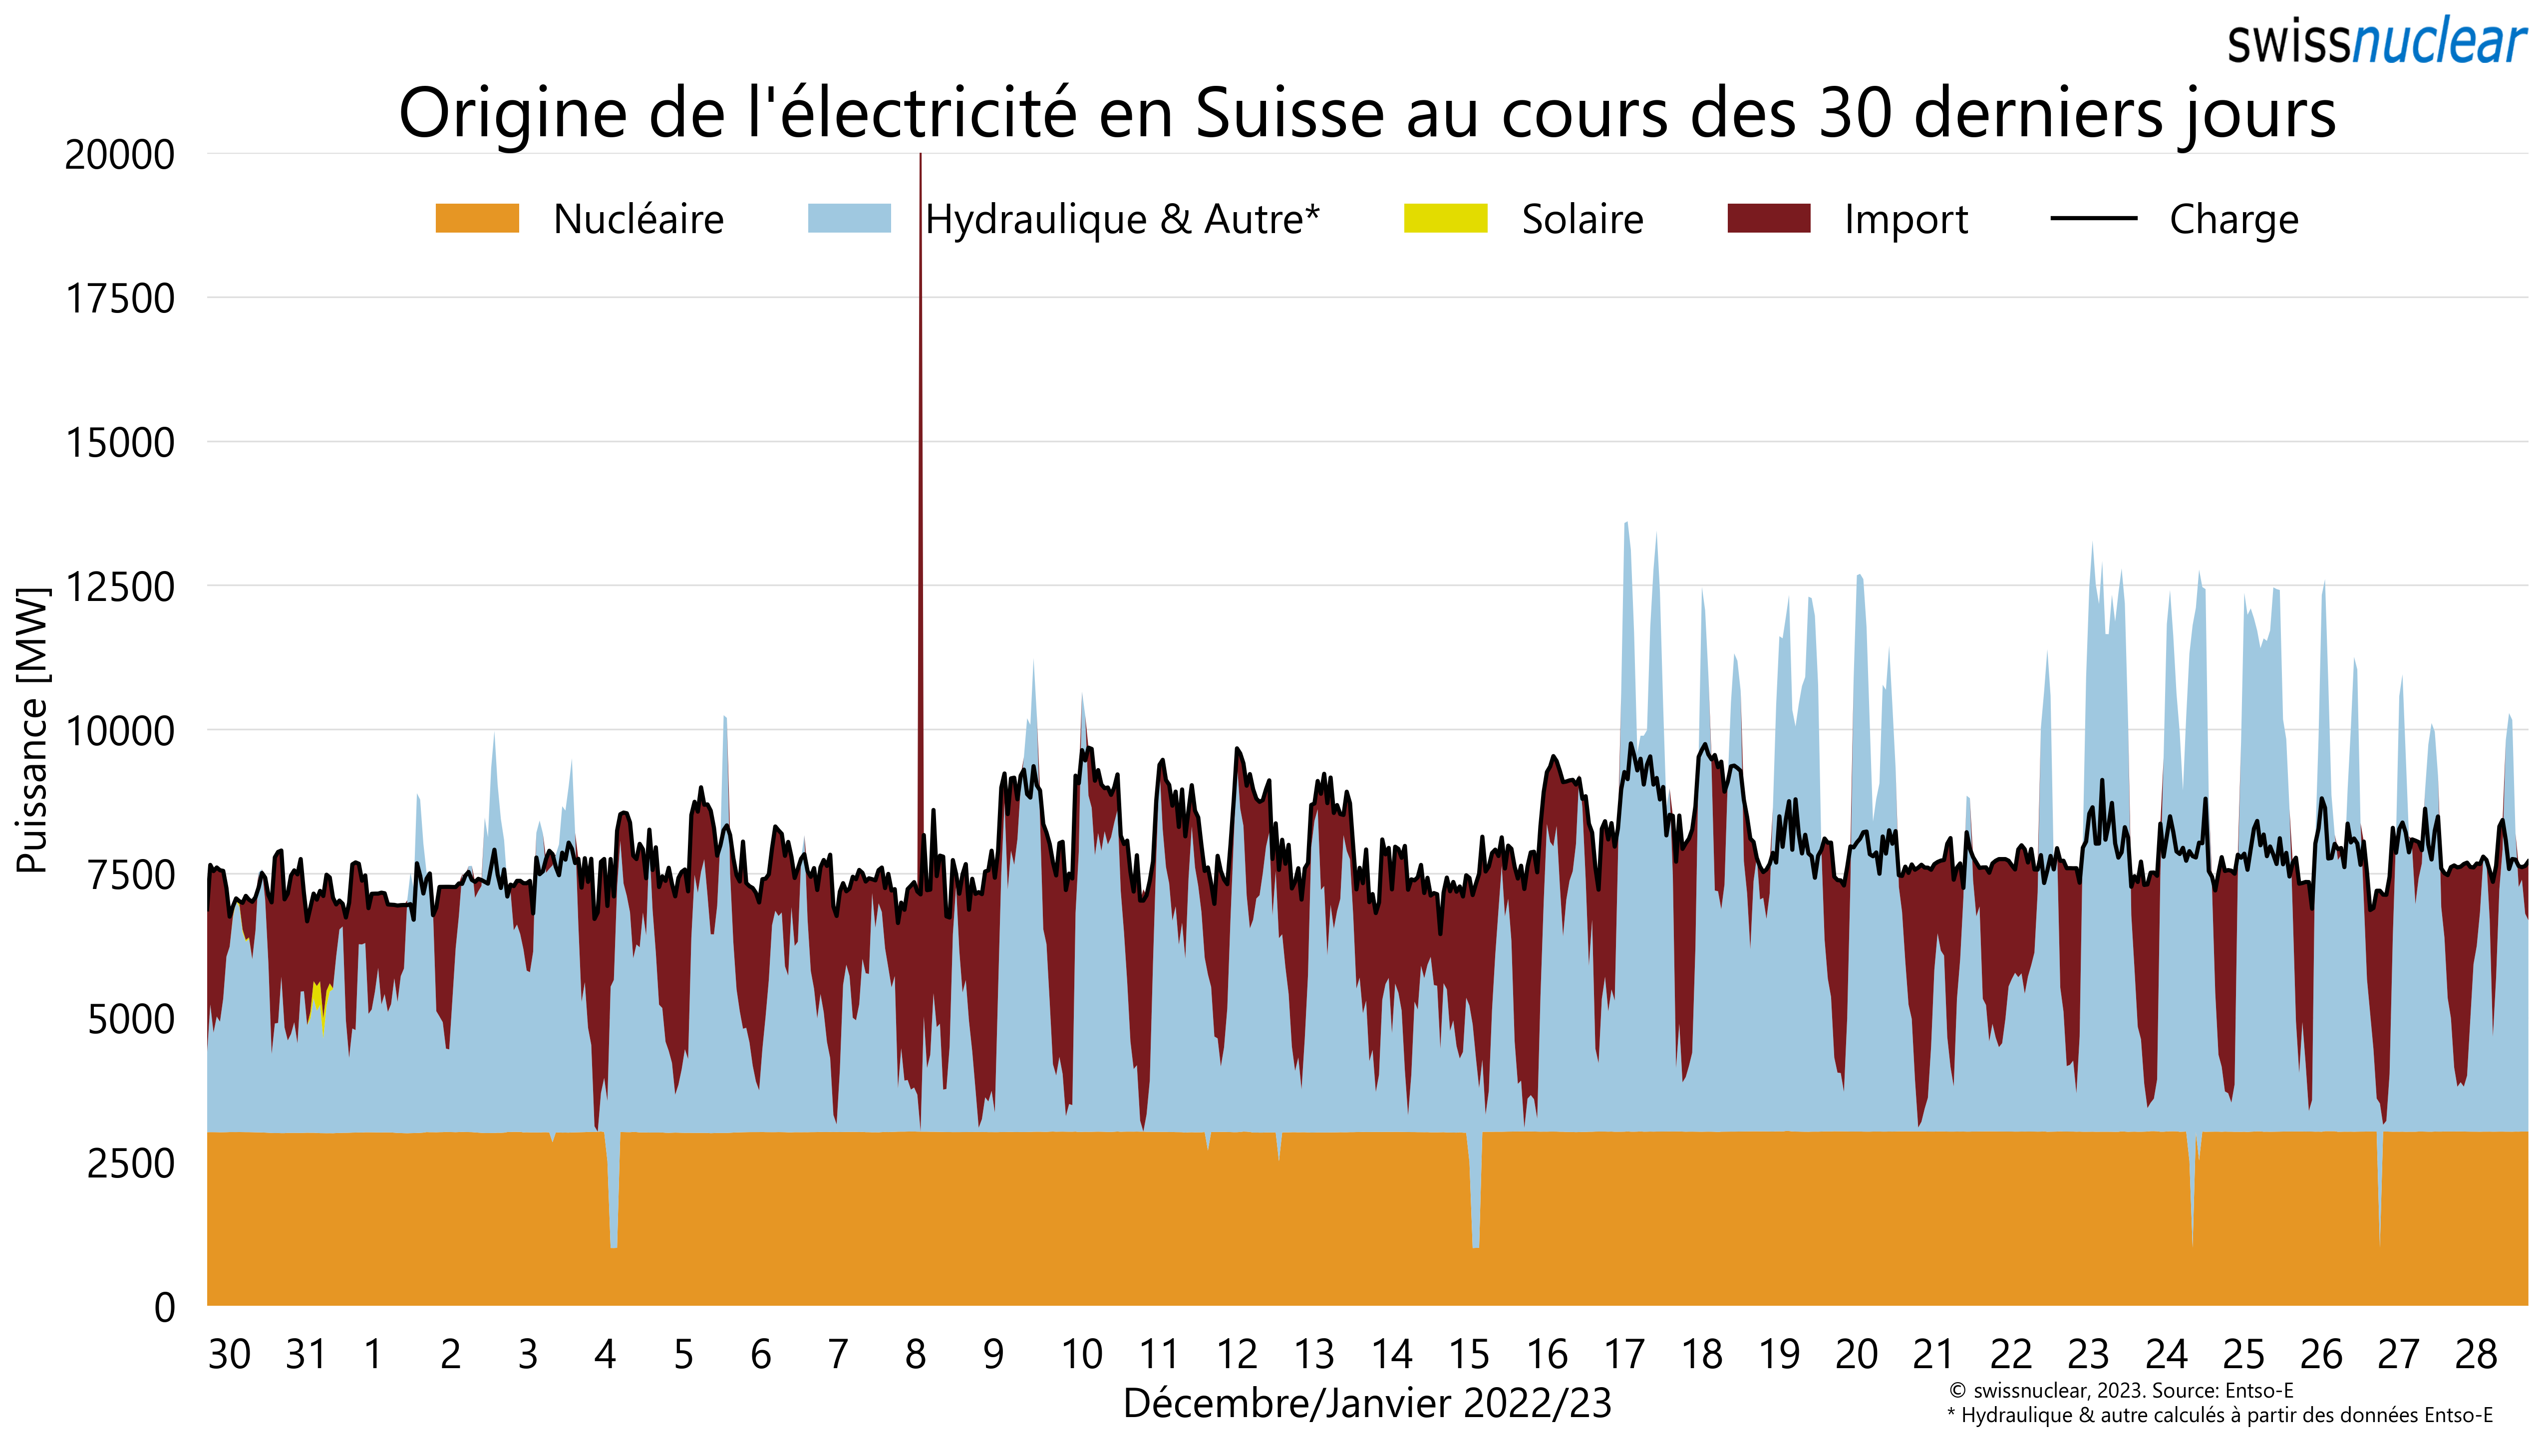 swissnuclear
Origine de l'électricité en Suisse au cours des 30 derniers jours
20000
Nucléaire Hydraulique & Autre* Solaire Import Charge
17500
15000
12500
10000
7500
5000
2500
0
Puissance [MW]
30 31 1 2 3 4 5 6 7 8 9 10 11 12 13 14 15 16 17 18 19 20 21 22 23 24 25 26 27 28
Décembre/Janvier 2022/23
© swissnuclear, 2023. Source: Entso-E
* Hydraulique & autre calculés à partir des données Entso-E